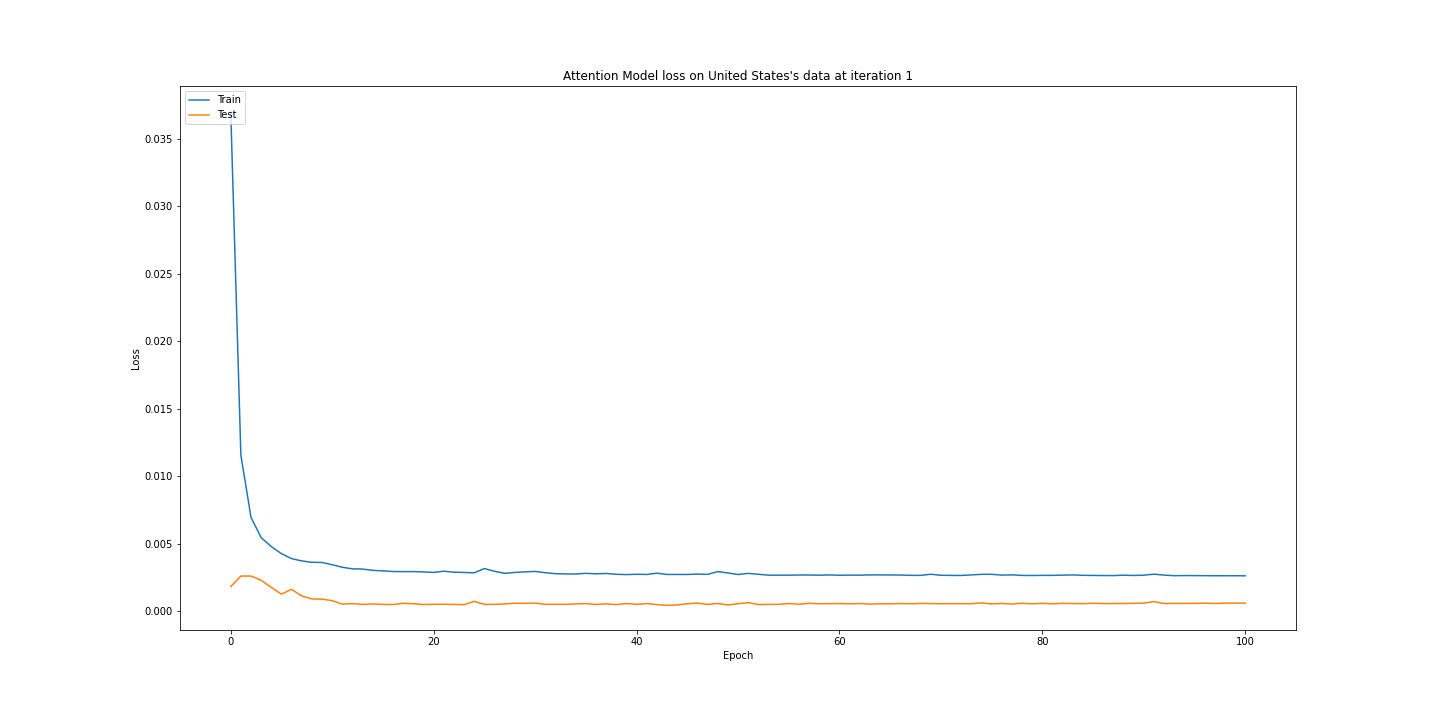 Attention Model loss on United States's data at iteration 1
Train
Test
0.035
0.030
0.025
0.020
0.015
0.010
0.005
0.000
Loss
0 20 40 60 80 100
Epoch